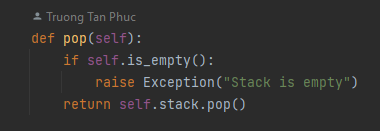 Truong Tan Phuc
def pop(self):
    if self.is_empty():
        raise Exception("Stack is empty")
    return self.stack.pop()